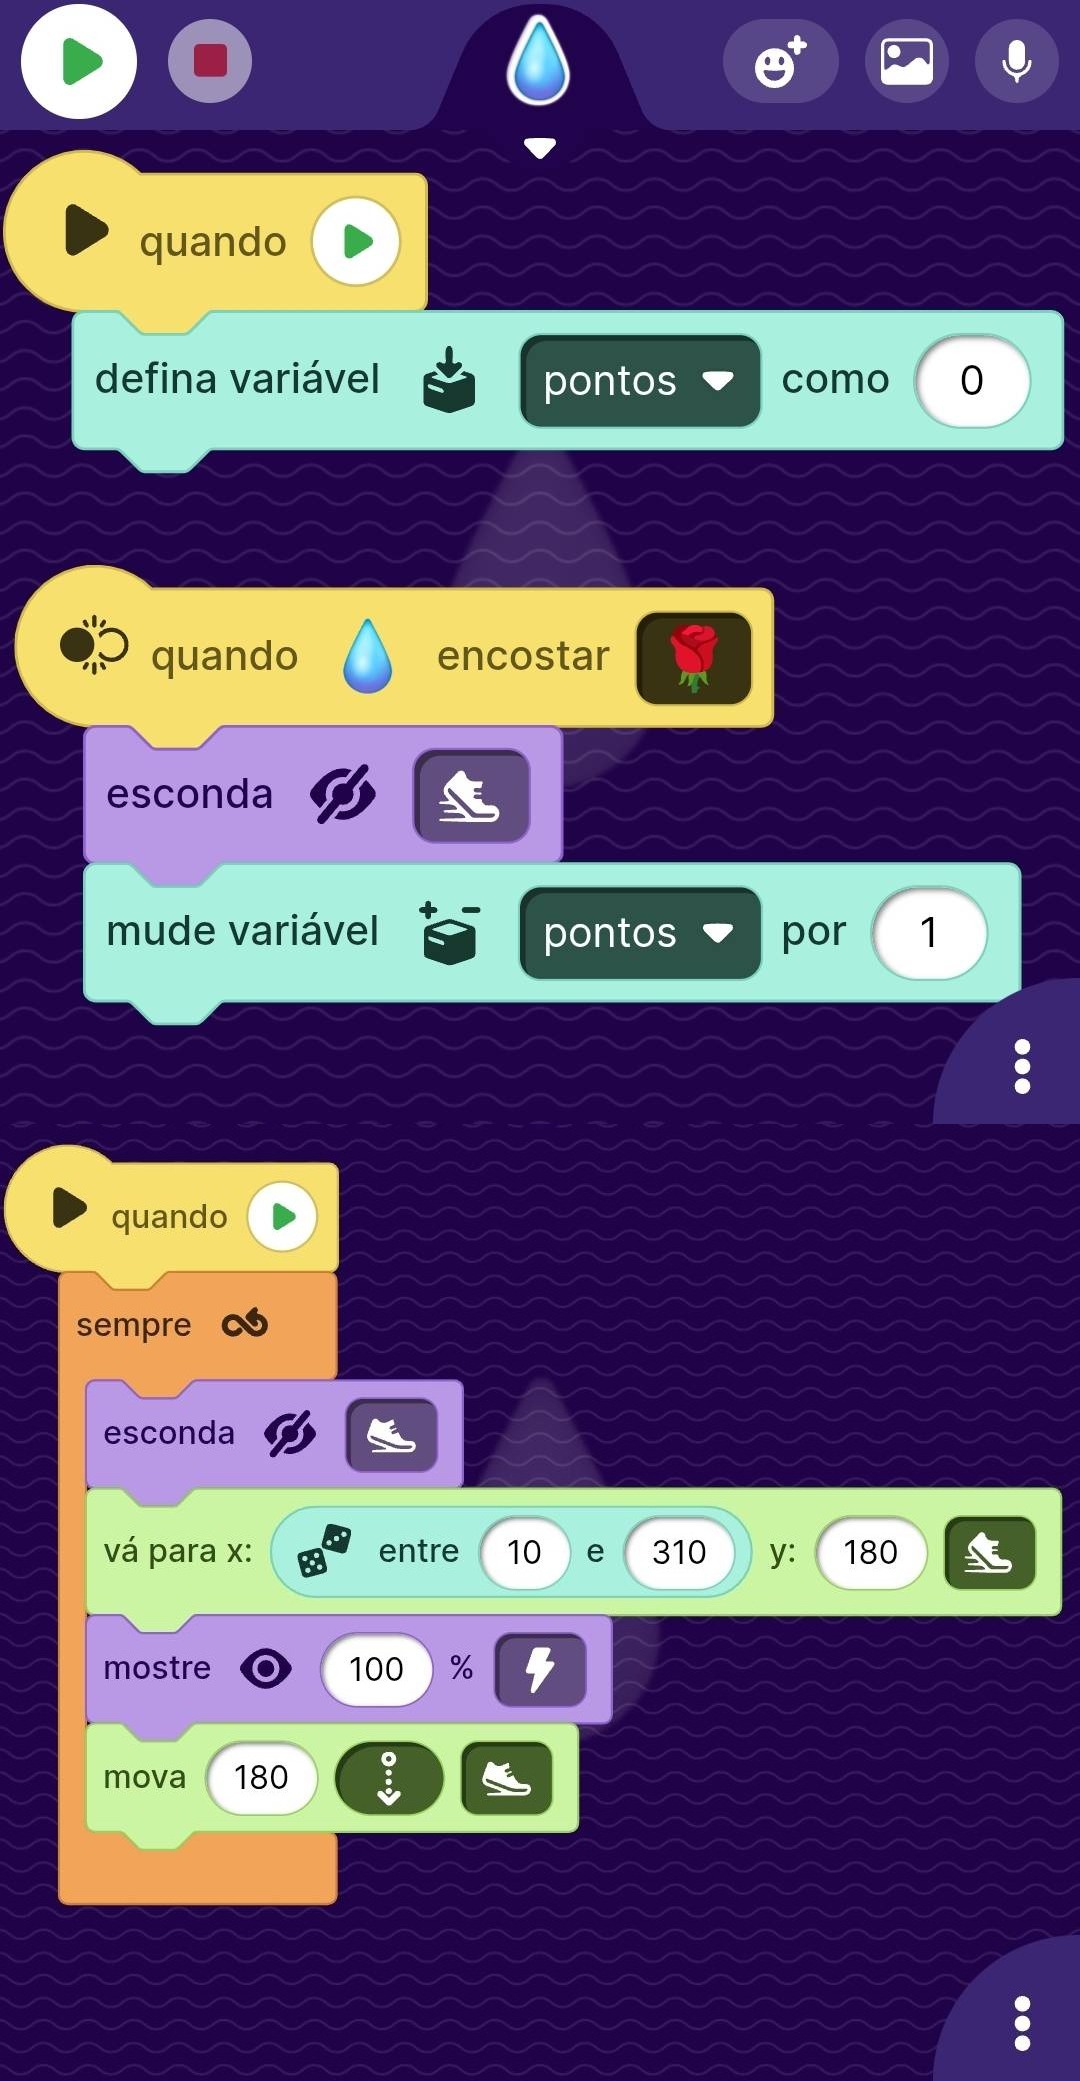 quando
defina variável pontos como 0
quando encostar
esconda
mude variável pontos por 1
quando
sempre
esconda
vá para x: entre 10 e 310 y: 180
mostre 100 %
mova 180